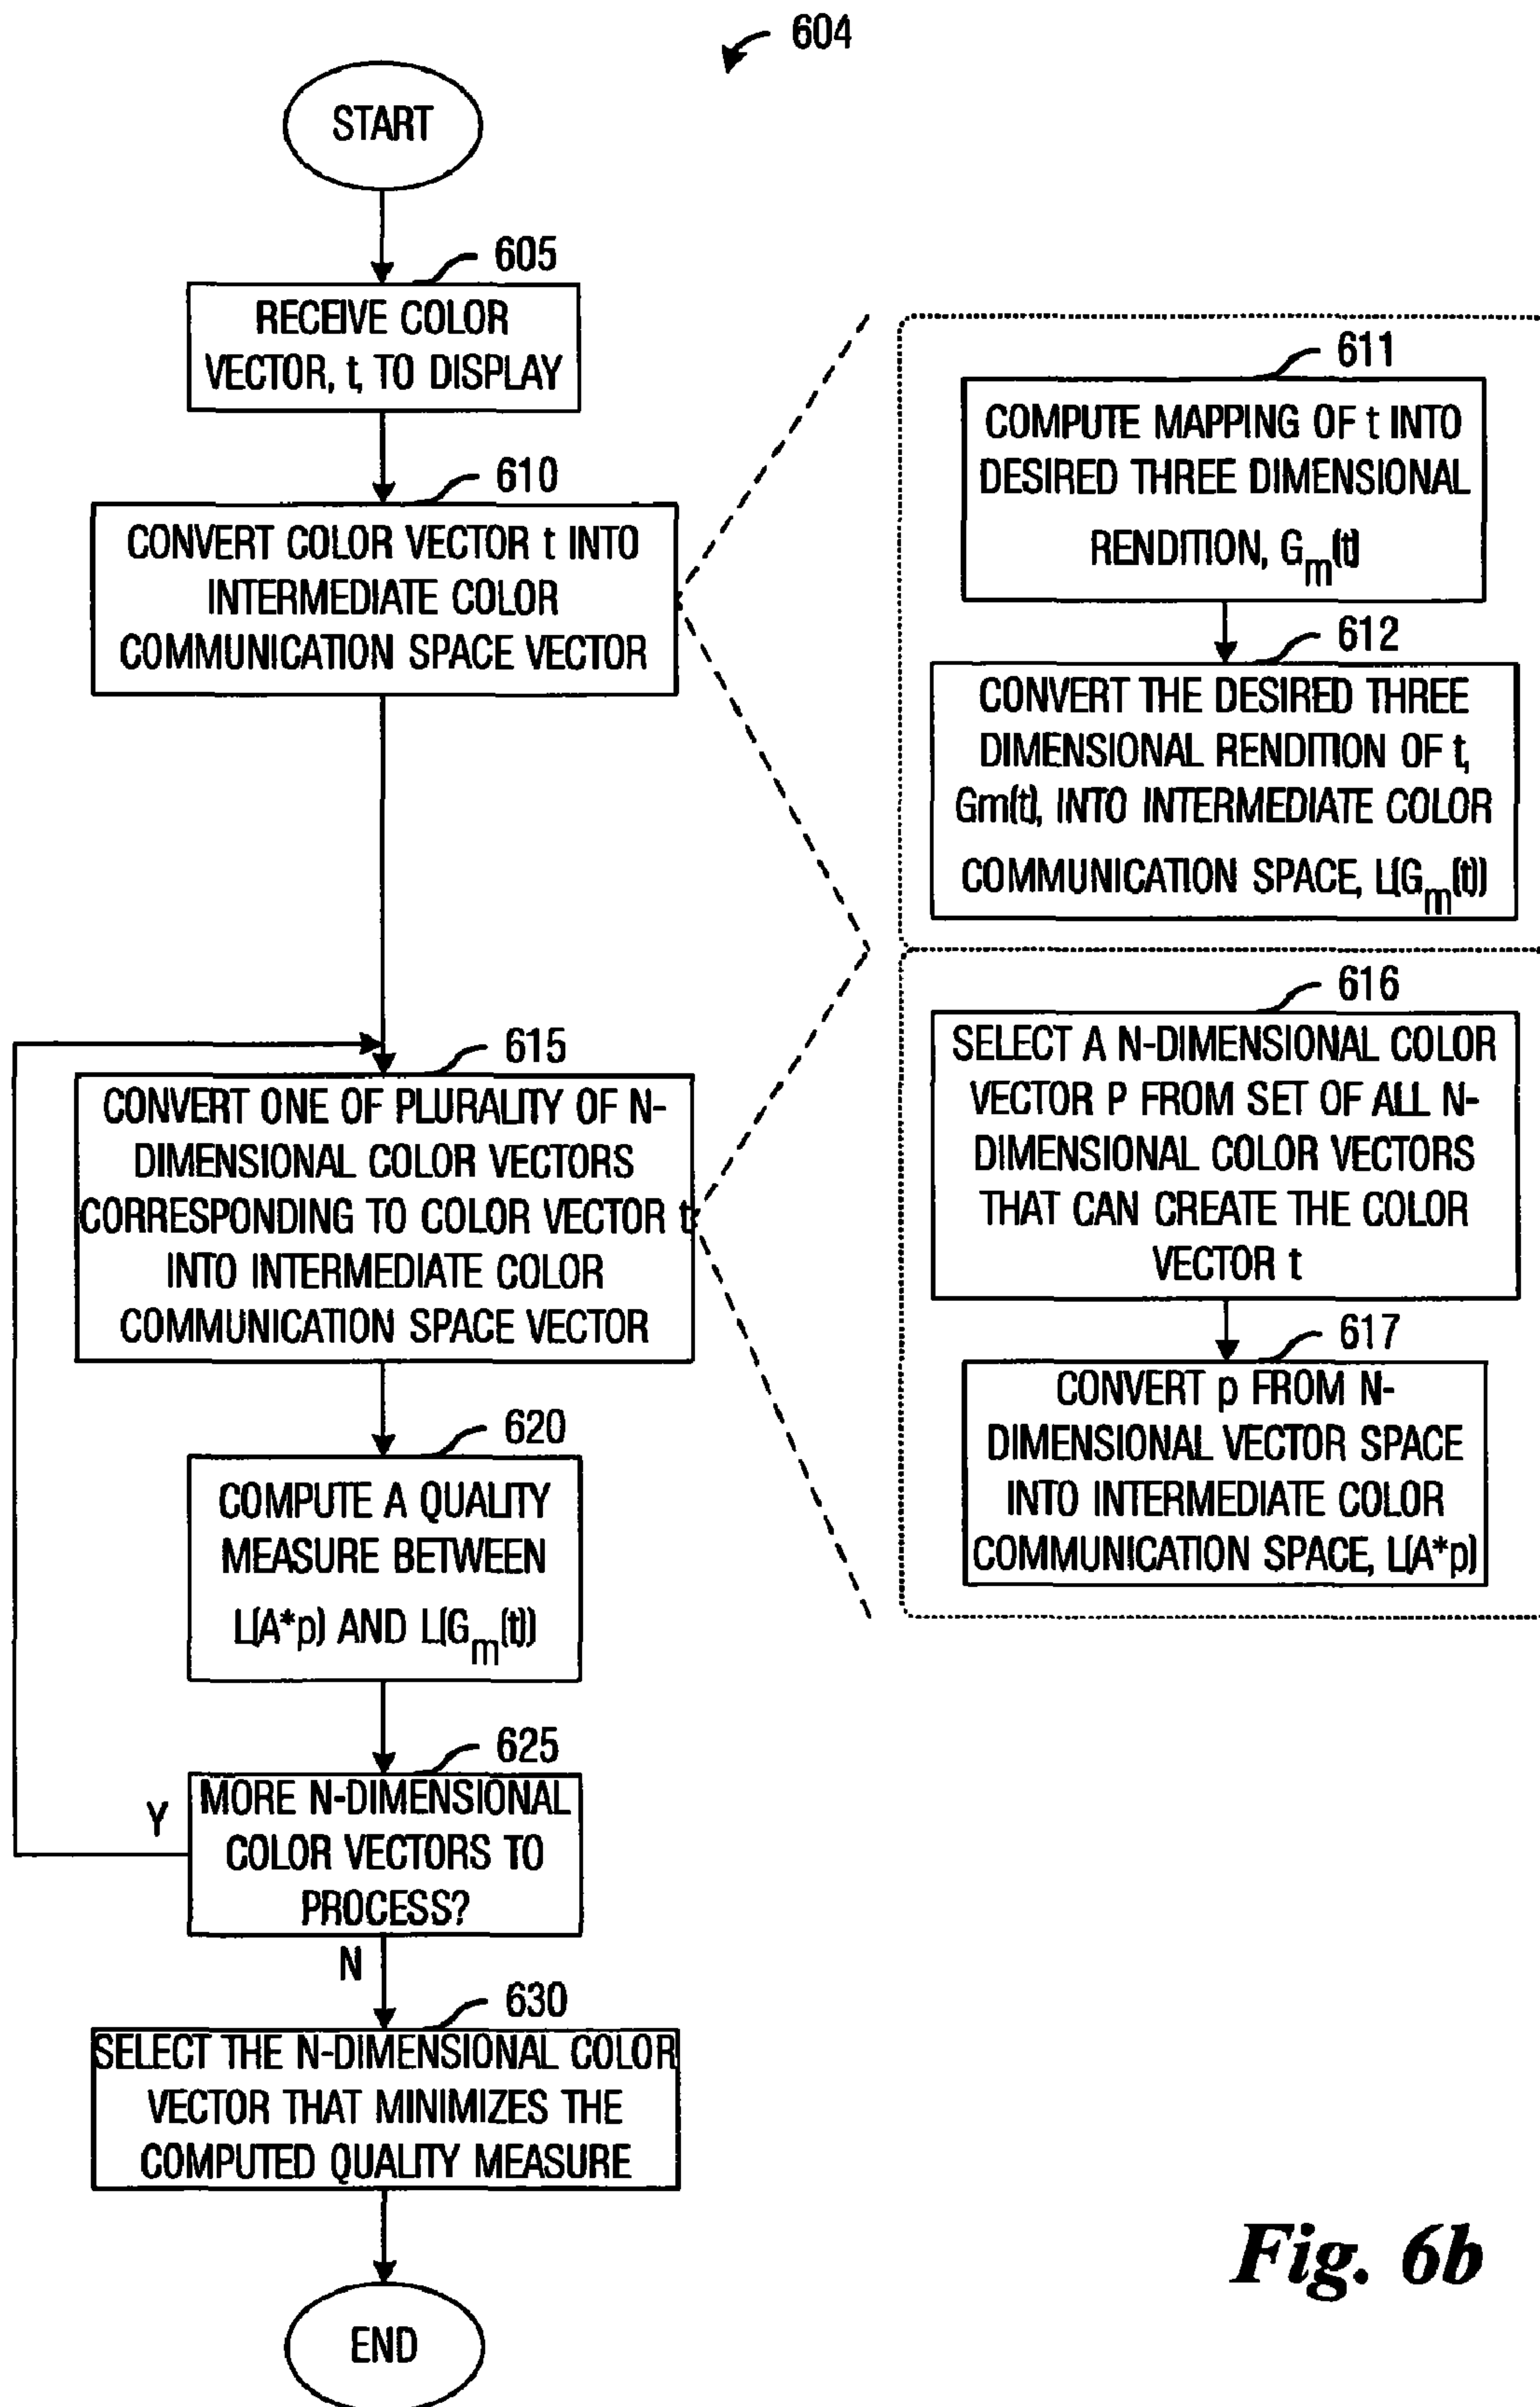 604
START
605
RECEIVE COLOR
VECTOR, t, TO DISPLAY
610
CONVERT COLOR VECTOR t INTO
INTERMEDIATE COLOR
COMMUNICATION SPACE VECTOR
611
COMPUTE MAPPING OF t INTO
DESIRED THREE DIMENSIONAL
RENDITION, Gm(t)
612
CONVERT THE DESIRED THREE
DIMENSIONAL RENDITION OF t,
Gm(t), INTO INTERMEDIATE COLOR
COMMUNICATION SPACE, L(Gm(t))
615
CONVERT ONE OF PLURALITY OF N-
DIMENSIONAL COLOR VECTORS
CORRESPONDING TO COLOR VECTOR t
INTO INTERMEDIATE COLOR
COMMUNICATION SPACE VECTOR
616
SELECT A N-DIMENSIONAL COLOR
VECTOR P FROM SET OF ALL N-
DIMENSIONAL COLOR VECTORS
THAT CAN CREATE THE COLOR
VECTOR t
617
CONVERT p FROM N-
DIMENSIONAL VECTOR SPACE
INTO INTERMEDIATE COLOR
COMMUNICATION SPACE, L(A*p)
620
COMPUTE A QUALITY
MEASURE BETWEEN
L(A*p) AND L(Gm(t))
625
MORE N-DIMENSIONAL
COLOR VECTORS TO
PROCESS?
Y
N
630
SELECT THE N-DIMENSIONAL COLOR
VECTOR THAT MINIMIZES THE
COMPUTED QUALITY MEASURE
END
Fig. 6b